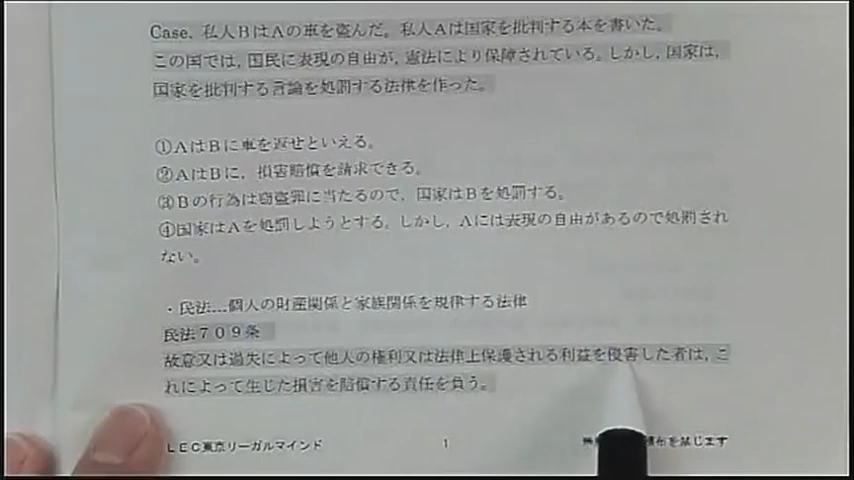 Case、私人BはAの車を盗んだ。私人Aは国家を批判する本を書いた。
この国では,国民に表現の自由が,憲法により保障されている。しかし,国家は,
国家を批判する言論を処罰する法律を作った。
①AはBに車を返せといえる。
②AはBに,損害賠償を請求できる。
③Bの行為は窃盗罪に当たるので,国家はBを処罰する。
④国家はAを処罰しようとする。しかし,Aには表現の自由があるので処罰され
ない。
・民法…個人の財産関係と家族関係を規律する法律
民法709条
故意又は過失によって他人の権利又は法律上保護される利益を侵害した者は,こ
れによって生じた損害を賠償する責任を負う。
LEC東京リーガルマインド
1
を禁じます